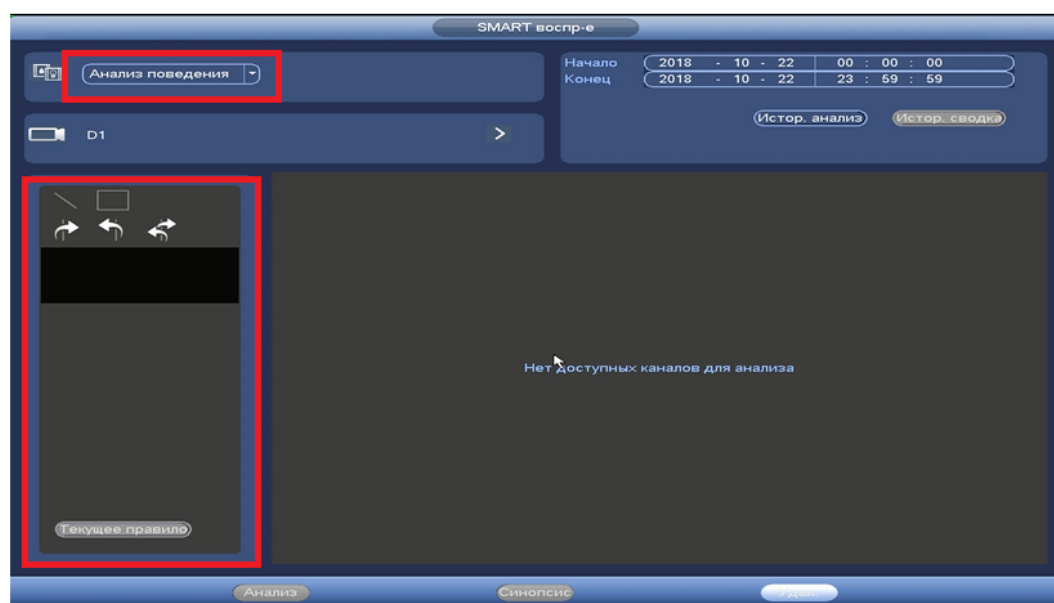 SMART воспр-е
Анализ поведения
Начало 2018 - 10 - 22 00 : 00 : 00
Конец 2018 - 10 - 22 23 : 59 : 59
Истор. анализ Истор. сводка
D1
Нет доступных каналов для анализа
Текущее правило
Анализ Синопсис Удал.